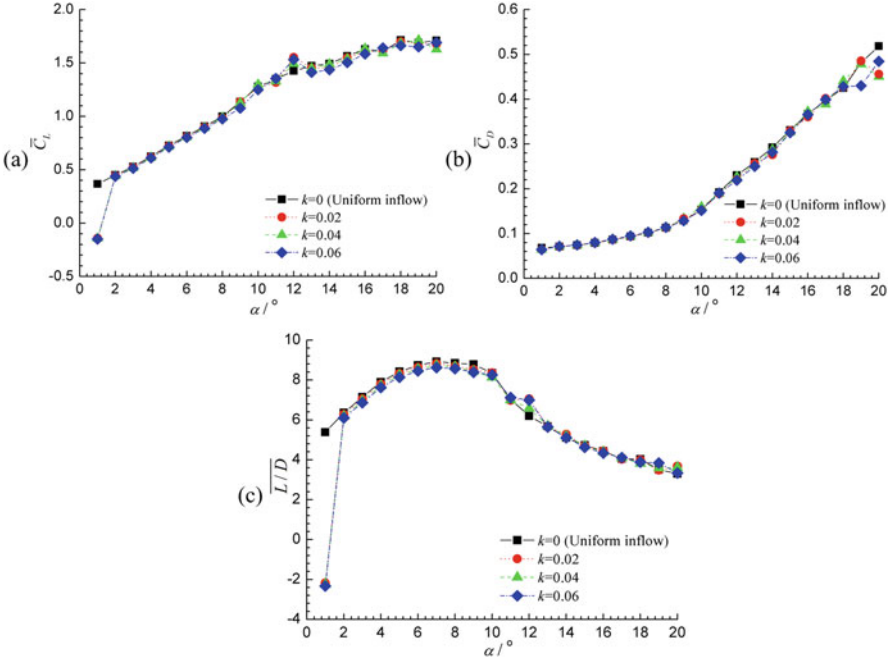 2.0
1.5
1.0
0.5
0.0
-0.5
(a) C̅_L
k=0 (Uniform inflow)
k=0.02
k=0.04
k=0.06
0 2 4 6 8 10 12 14 16 18 20
α / °
0.6
0.5
0.4
0.3
0.2
0.1
0.0
(b) C̅_D
k=0 (Uniform inflow)
k=0.02
k=0.04
k=0.06
0 2 4 6 8 10 12 14 16 18 20
α / °
10
8
6
4
2
0
-2
-4
(c) L/D
k=0 (Uniform inflow)
k=0.02
k=0.04
k=0.06
0 2 4 6 8 10 12 14 16 18 20
α / °